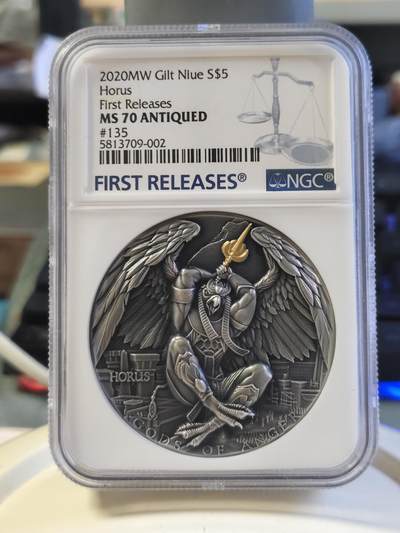 2020MW Gilt Niue S$5
Horus
First Releases
MS 70 ANTIQUED
#135
5813709-002
FIRST RELEASES®
NGC®
HORUS
GODS OF ANGER